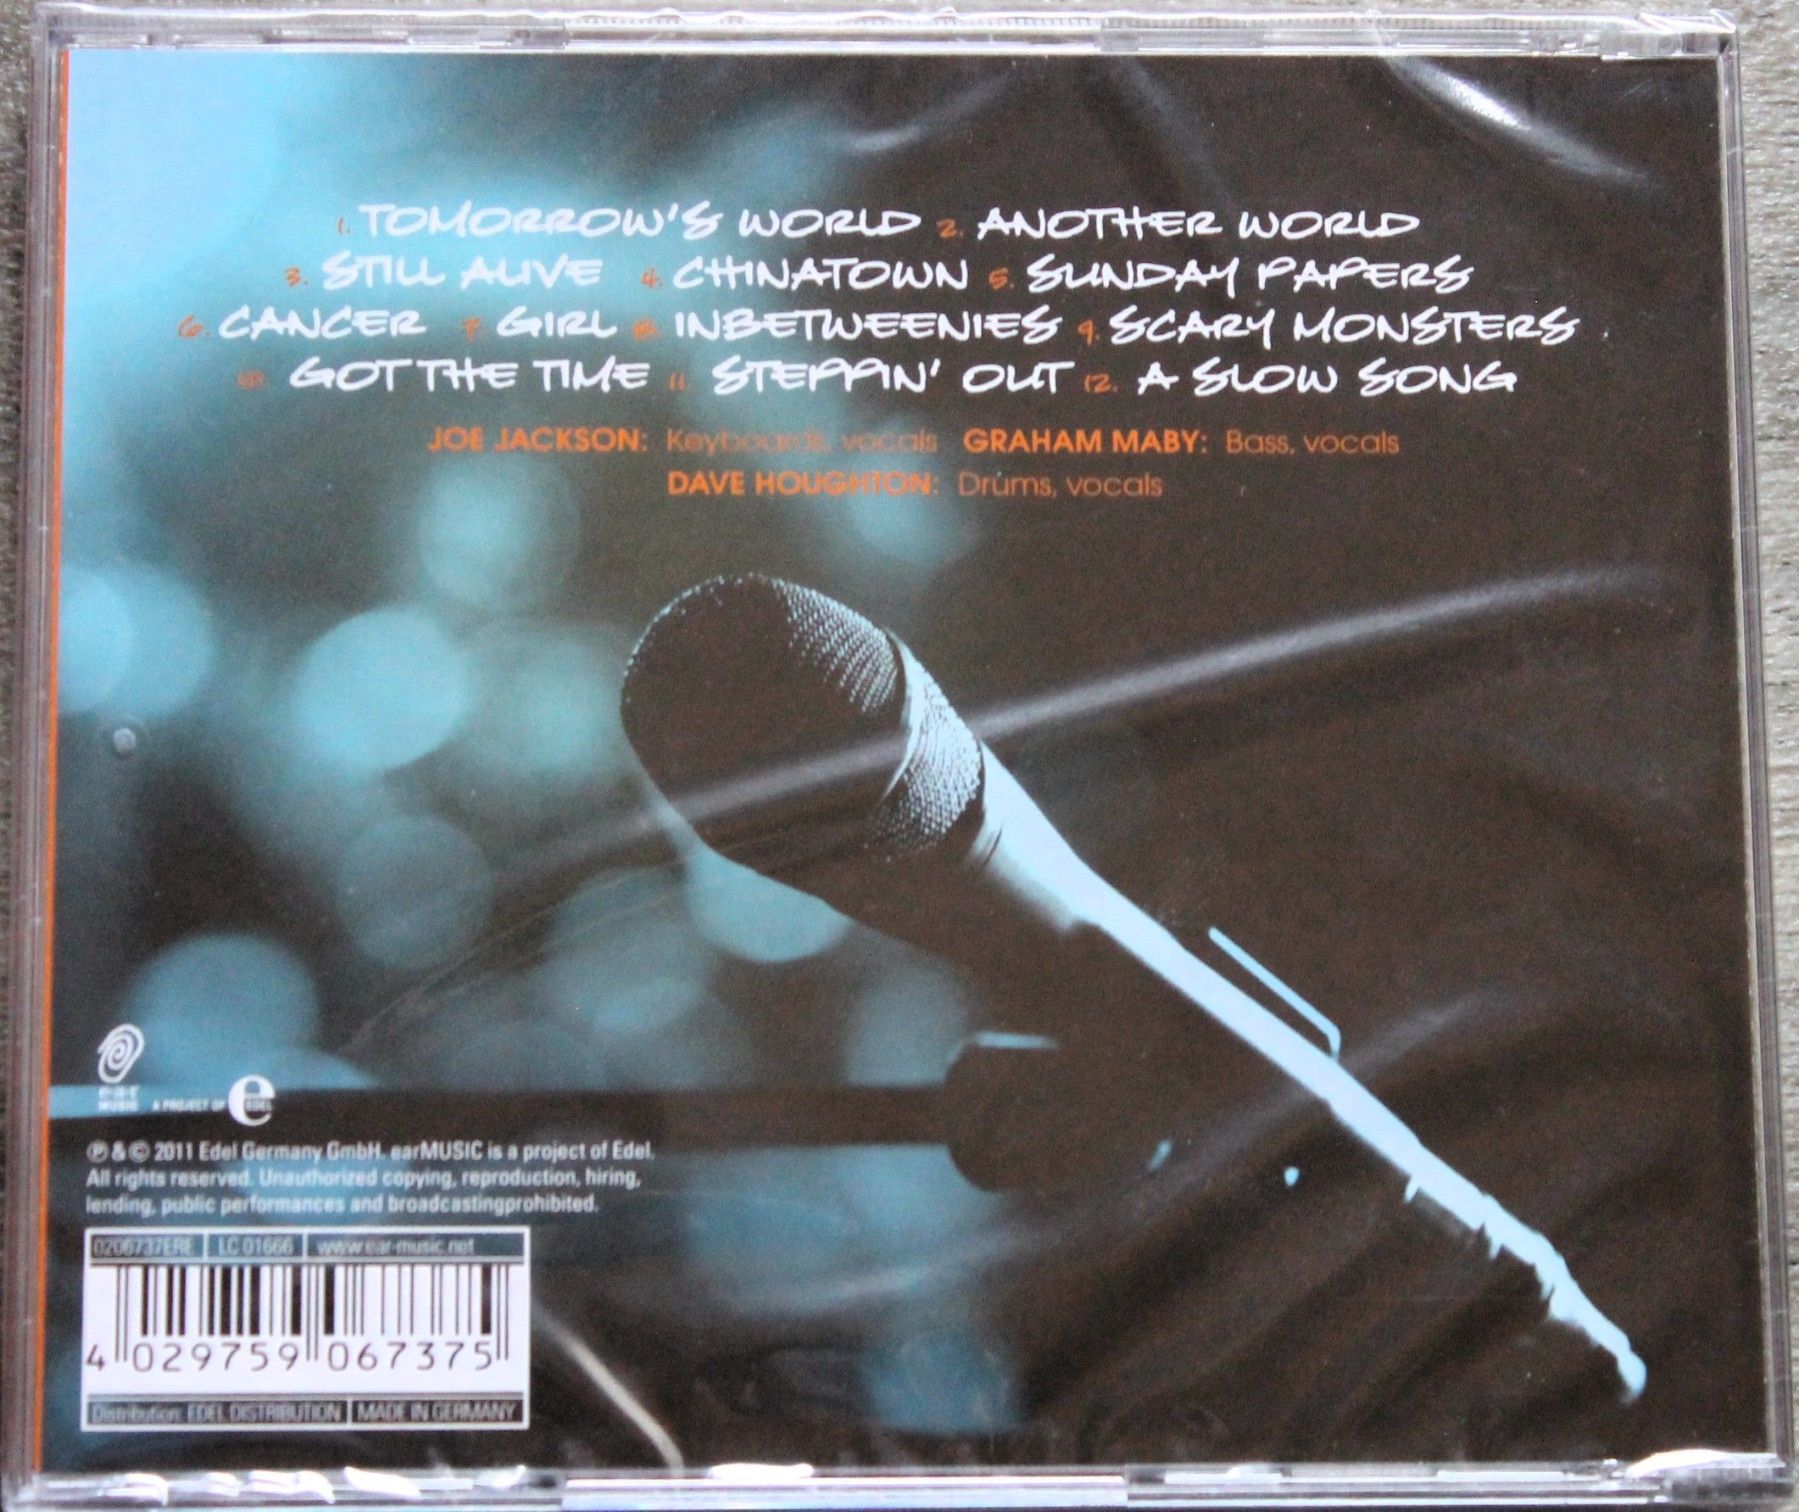 1. TOMORROW'S WORLD 2. ANOTHER WORLD
3. STILL ALIVE 4. CHINATOWN 5. SUNDAY PAPERS
6. CANCER 7. GIRL 8. INBETWEENIES 9. SCARY MONSTERS
10. GOT THE TIME 11. STEPPIN' OUT 12. A SLOW SONG
JOE JACKSON: Keyboards, vocals GRAHAM MABY: Bass, vocals
DAVE HOUGHTON: Drums, vocals
ear
MUSIC A PROJECT OF e EDEL
℗ & © 2011 Edel Germany GmbH. earMUSIC is a project of Edel.
All rights reserved. Unauthorized copying, reproduction, hiring,
lending, public performances and broadcastingprohibited.
0206737ERE | LC 01666 | www.ear-music.net
4 029759 067375
Distribution: EDEL DISTRIBUTION | MADE IN GERMANY